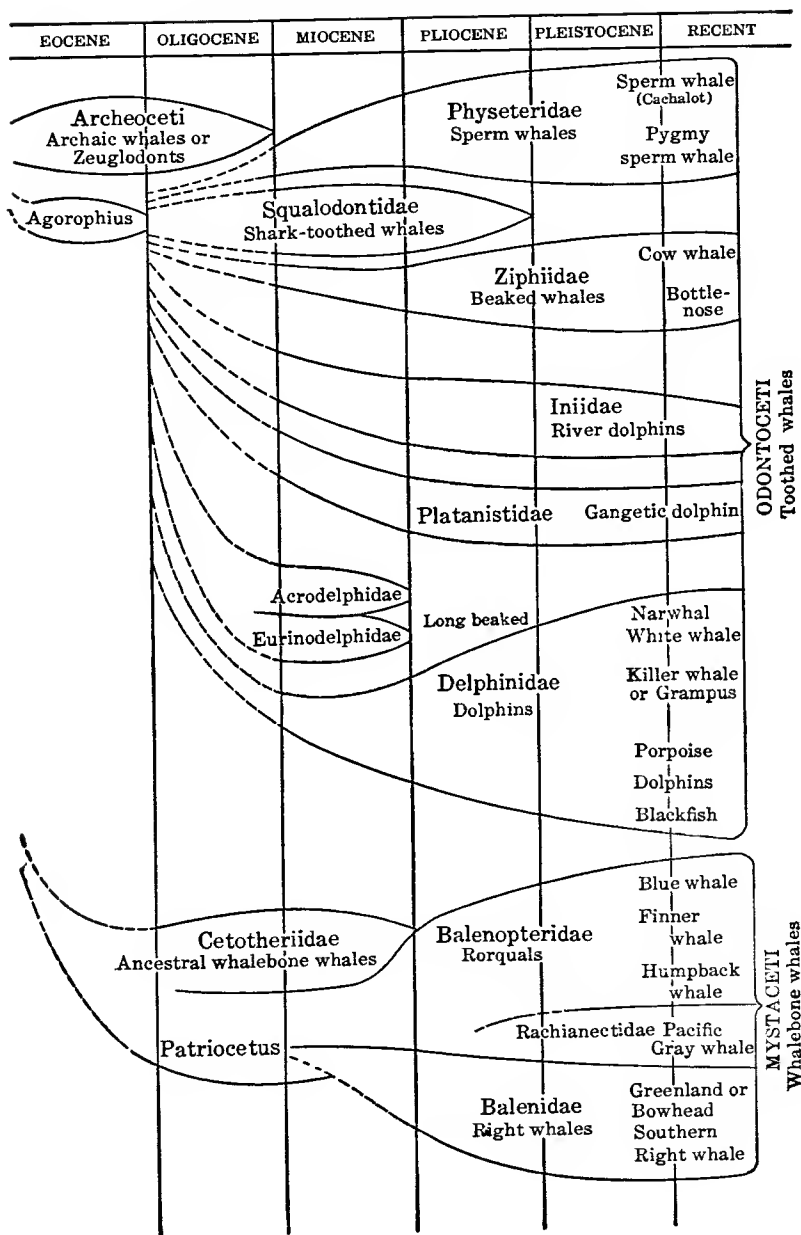 EOCENE OLIGOCENE MIOCENE PLIOCENE PLEISTOCENE RECENT
Archeoceti
Archaic whales or
Zeuglodonts
Physeteridae
Sperm whales
Sperm whale
(Cachalot)
Pygmy
sperm whale
Agorophius
Squalodontidae
Shark-toothed whales
Ziphiidae
Beaked whales
Cow whale
Bottle-
nose
Iniidae
River dolphins
Platanistidae
Gangetic dolphin
Acrodelphidae
Eurinodelphidae
Long beaked
Delphinidae
Dolphins
Narwhal
White whale
Killer whale
or Grampus
Porpoise
Dolphins
Blackfish
ODONTOCETI
Toothed whales
Cetotheriidae
Ancestral whalebone whales
Balenopteridae
Rorquals
Blue whale
Finner
whale
Humpback
whale
Rachianectidae Pacific
Gray whale
Patriocetus
Balenidae
Right whales
Greenland or
Bowhead
Southern
Right whale
MYSTACETI
Whalebone whales